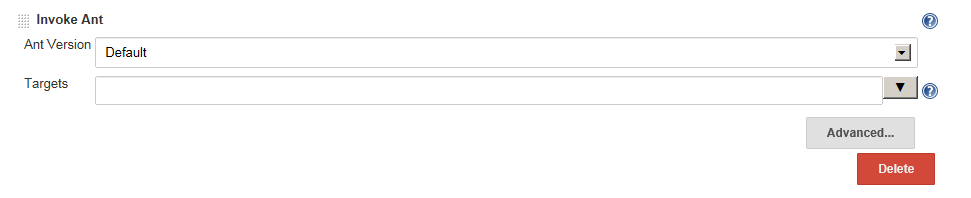 Invoke Ant
Ant Version
Default
Targets
Advanced...
Delete